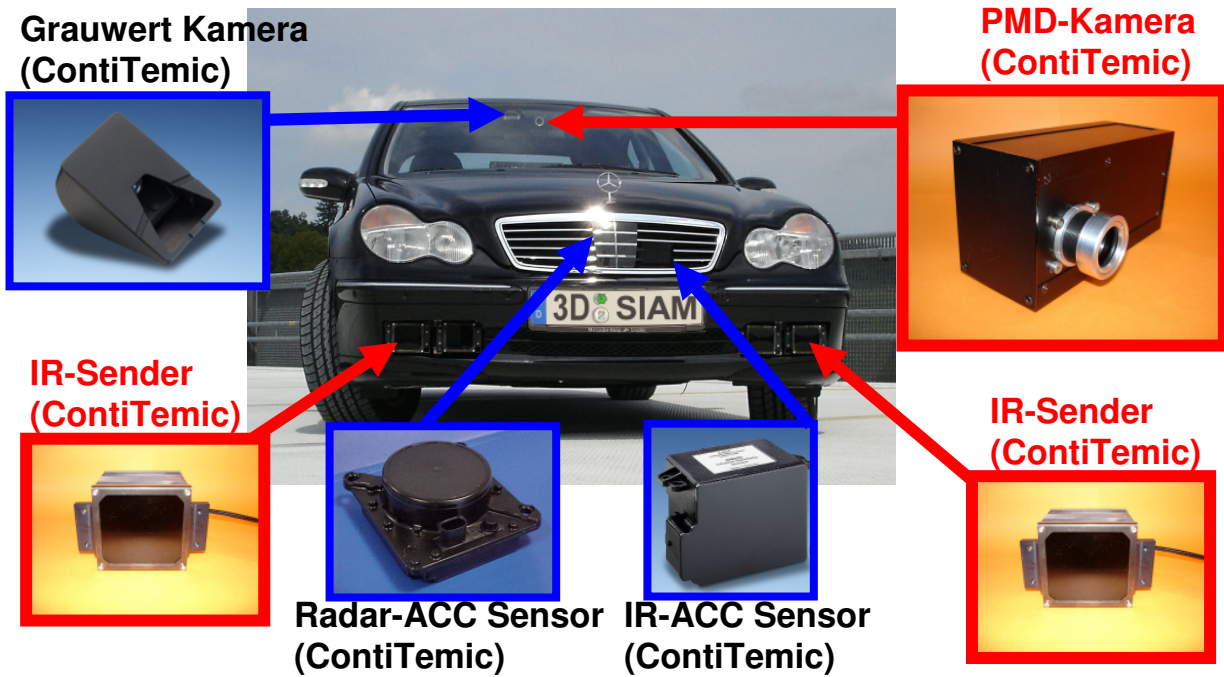 Grauwert Kamera
(ContiTemic)
PMD-Kamera
(ContiTemic)
3D SIAM
IR-Sender
(ContiTemic)
IR-Sender
(ContiTemic)
Radar-ACC Sensor
(ContiTemic)
IR-ACC Sensor
(ContiTemic)